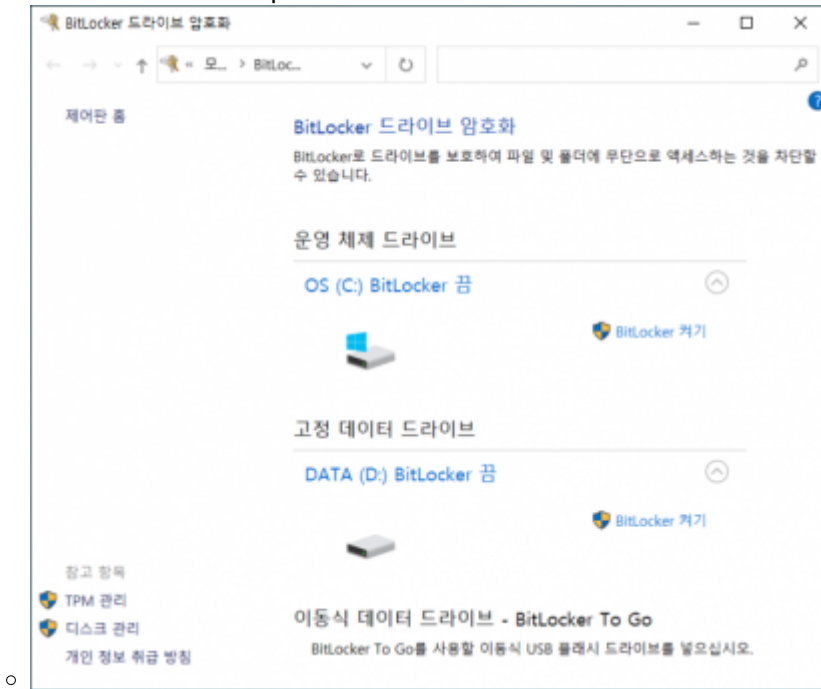 BitLocker 드라이브 암호화
« 모... > BitLoc...
제어판 홈
BitLocker 드라이브 암호화
BitLocker로 드라이브를 보호하여 파일 및 폴더에 무단으로 액세스하는 것을 차단할
수 있습니다.
운영 체제 드라이브
OS (C:) BitLocker 끔
BitLocker 켜기
고정 데이터 드라이브
DATA (D:) BitLocker 끔
BitLocker 켜기
참고 항목
TPM 관리
디스크 관리
개인 정보 취급 방침
이동식 데이터 드라이브 - BitLocker To Go
BitLocker To Go를 사용할 이동식 USB 플래시 드라이브를 넣으십시오.